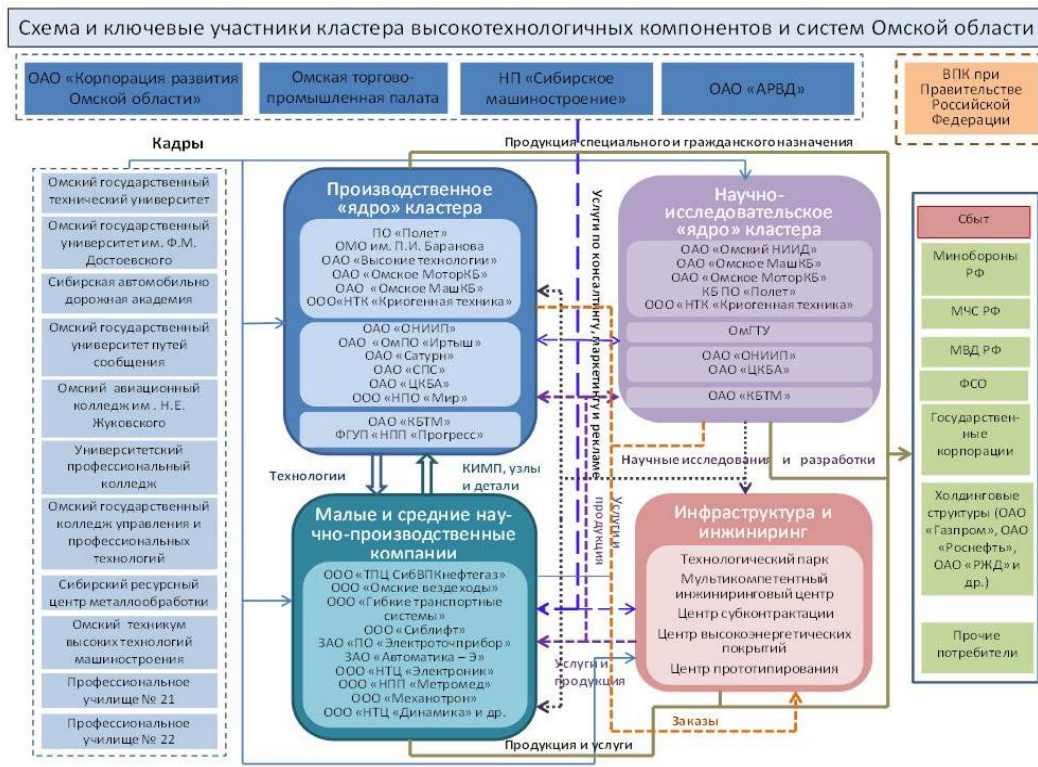 Схема и ключевые участники кластера высокотехнологичных компонентов и систем Омской области
ОАО «Корпорация развития
Омской области»
Омская торгово-
промышленная палата
НП «Сибирское
машиностроение»
ОАО «АРВД»
ВПК при
Правительстве
Российской
Федерации
Кадры
Омский государственный
технический университет
Омский государственный
университет им. Ф.М.
Достоевского
Сибирская автомобильно
дорожная академия
Омский государственный
университет путей
сообщения
Омский авиационный
колледж им . Н.Е.
Жуковского
Университетский
профессиональный
колледж
Омский государственный
колледж управления и
профессиональных
технологий
Сибирский ресурсный
центр металлообработки
Омский техникум
высоких технологий
машиностроения
Профессиональное
училище № 21
Профессиональное
училище № 22
Продукция специального и гражданского назначения
Производственное
«ядро» кластера
ПО «Полет»
ОМО им. П.И. Баранова
ОАО «Высокие технологии»
ОАО «Омское МоторКБ»
ОАО «Омское МашКБ»
ООО«НТК «Криогенная техника»
ОАО «ОНИИП»
ОАО «ОмПО «Иртыш»
ОАО «Сатурн»
ОАО «СПС»
ОАО «ЦКБА»
ООО «НПО «Мир»
ОАО «КБТМ»
ФГУП «НПП «Прогресс»
Услуги по консалтингу, маркетингу и рекламе
Научно-
исследовательское
«ядро» кластера
ОАО «Омский НИИД»
ОАО «Омское МашКБ»
ОАО «Омское МоторКБ»
КБ ПО «Полет»
ООО «НТК «Криогенная техника»
ОмГТУ
ОАО «ОНИИП»
ОАО «ЦКБА»
ОАО «КБТМ»
Технологии
КИМП, узлы
и детали
Научные исследования и разработки
Услуги и
продукция
Малые и средние нау-
чно-производственные
компании
ООО «ТПЦ СибВПКнефтегаз»
ООО «Омские вездеходы»
ООО «Гибкие транспортные
системы»
ООО «Сиблифт»
ЗАО «ПО «Электроточприбор»
ЗАО «Автоматика – Э»
ООО «НТЦ «Электроник»
ООО «НПП «Метромед»
ООО «Механотрон»
ООО «НТЦ «Динамика» и др.
Услуги и
продукция
Инфраструктура и
инжиниринг
Технологический парк
Мультикомпетентный
инжиниринговый центр
Центр субконтрактации
Центр высокоэнергетических
покрытий
Центр прототипирования
Заказы
Продукция и услуги
Сбыт
Минобороны
РФ
МЧС РФ
МВД РФ
ФСО
Государствен-
ные
корпорации
Холдинговые
структуры (ОАО
«Газпром», ОАО
«Роснефть»,
ОАО «РЖД» и
др.)
Прочие
потребители